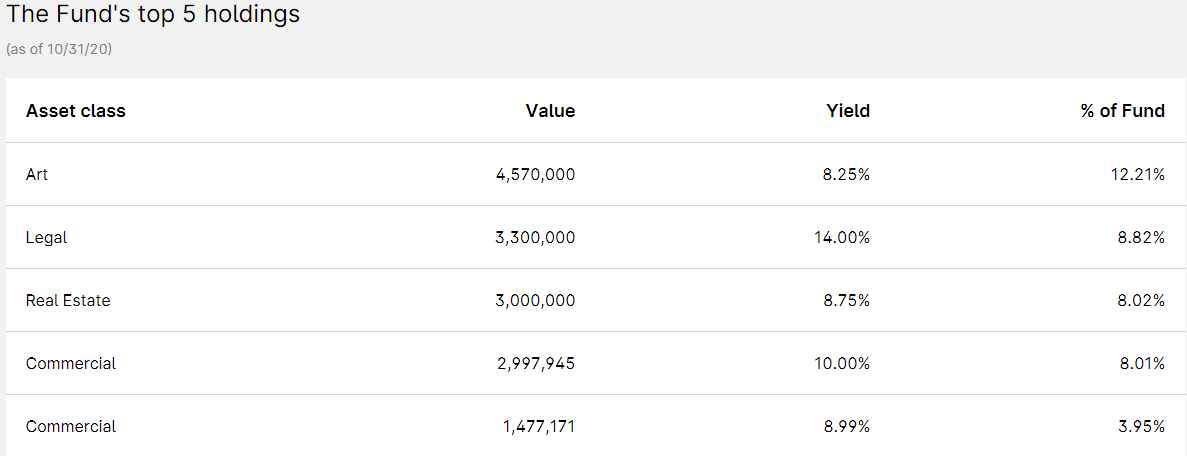 The Fund's top 5 holdings
(as of 10/31/20)
Asset class Value Yield % of Fund
Art 4,570,000 8.25% 12.21%
Legal 3,300,000 14.00% 8.82%
Real Estate 3,000,000 8.75% 8.02%
Commercial 2,997,945 10.00% 8.01%
Commercial 1,477,171 8.99% 3.95%